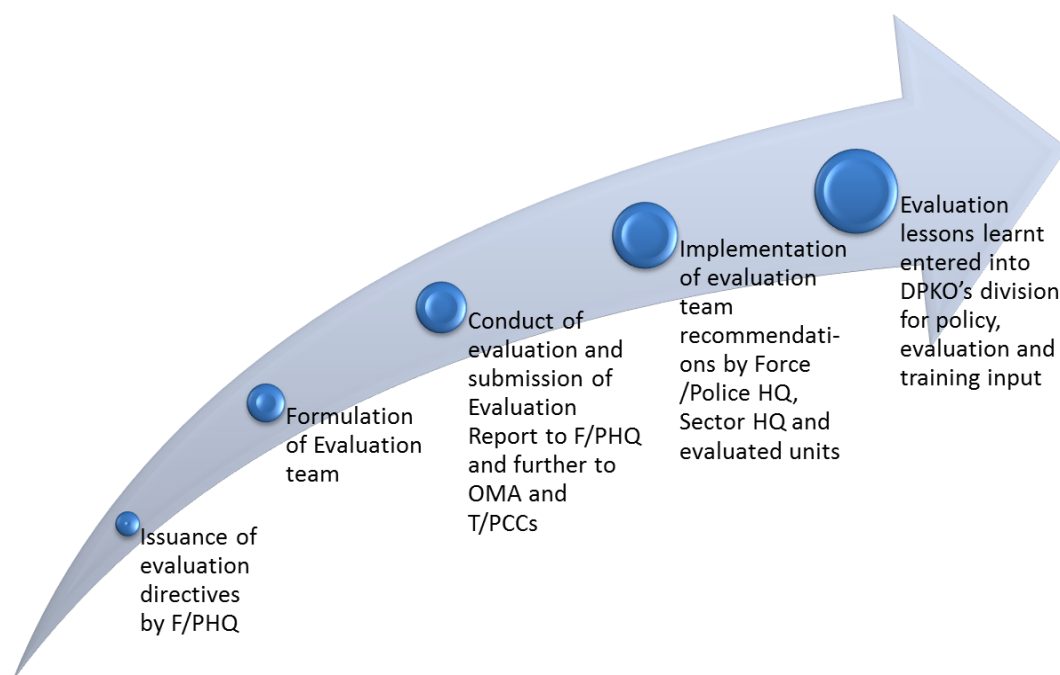 Issuance of
evaluation
directives
by F/PHQ
Formulation
of Evaluation
team
Conduct of
evaluation and
submission of
Evaluation
Report to F/PHQ
and further to
OMA and
T/PCCs
Implementation
of evaluation
team
recommendati-
ons by Force
/Police HQ,
Sector HQ and
evaluated units
Evaluation
lessons learnt
entered into
DPKO’s division
for policy,
evaluation and
training input